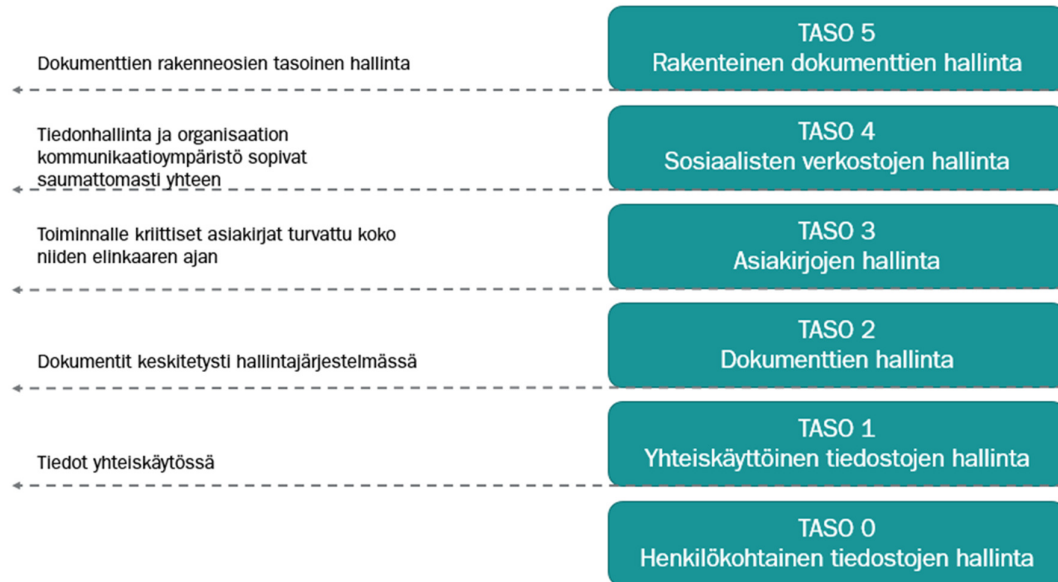 TASO 5
Rakenteinen dokumenttien hallinta
Dokumenttien rakenneosien tasoinen hallinta
TASO 4
Sosiaalisten verkostojen hallinta
Tiedonhallinta ja organisaation
kommunikaatioympäristö sopivat
saumattomasti yhteen
TASO 3
Asiakirjojen hallinta
Toiminnalle kriittiset asiakirjat turvattu koko
niiden elinkaaren ajan
TASO 2
Dokumenttien hallinta
Dokumentit keskitetysti hallintajärjestelmässä
TASO 1
Yhteiskäyttöinen tiedostojen hallinta
Tiedot yhteiskäytössä
TASO 0
Henkilökohtainen tiedostojen hallinta